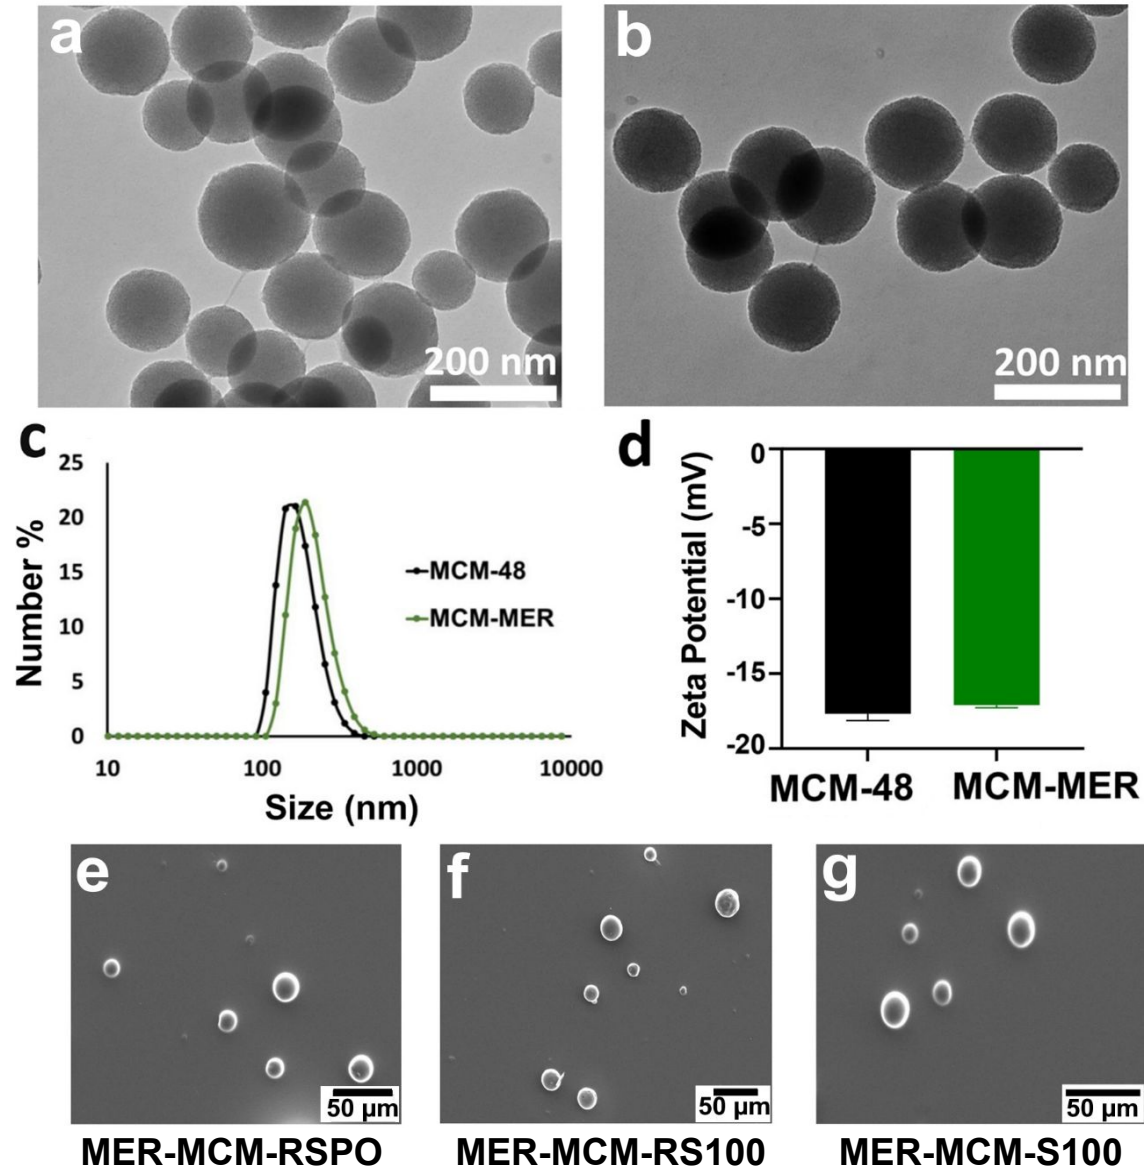 a
b
200 nm
200 nm
c
d
25
20
15
10
5
0
Number %
10
100
1000
10000
Size (nm)
MCM-48
MCM-MER
0
-5
-10
-15
-20
Zeta Potential (mV)
MCM-48
MCM-MER
e
f
g
50 µm
50 µm
50 µm
MER-MCM-RSPO
MER-MCM-RS100
MER-MCM-S100